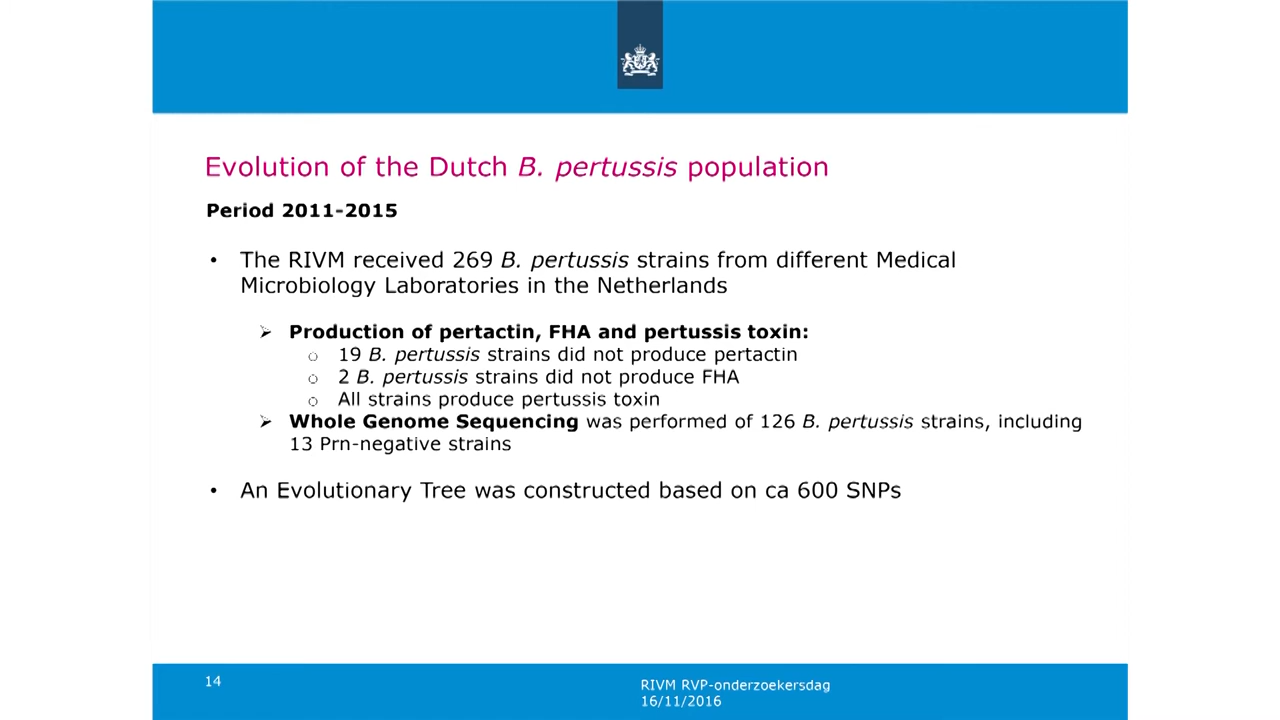 Evolution of the Dutch B. pertussis population
Period 2011-2015
• The RIVM received 269 B. pertussis strains from different Medical
Microbiology Laboratories in the Netherlands
➢ Production of pertactin, FHA and pertussis toxin:
○ 19 B. pertussis strains did not produce pertactin
○ 2 B. pertussis strains did not produce FHA
○ All strains produce pertussis toxin
➢ Whole Genome Sequencing was performed of 126 B. pertussis strains, including
13 Prn-negative strains
• An Evolutionary Tree was constructed based on ca 600 SNPs
14
RIVM RVP-onderzoekersdag
16/11/2016